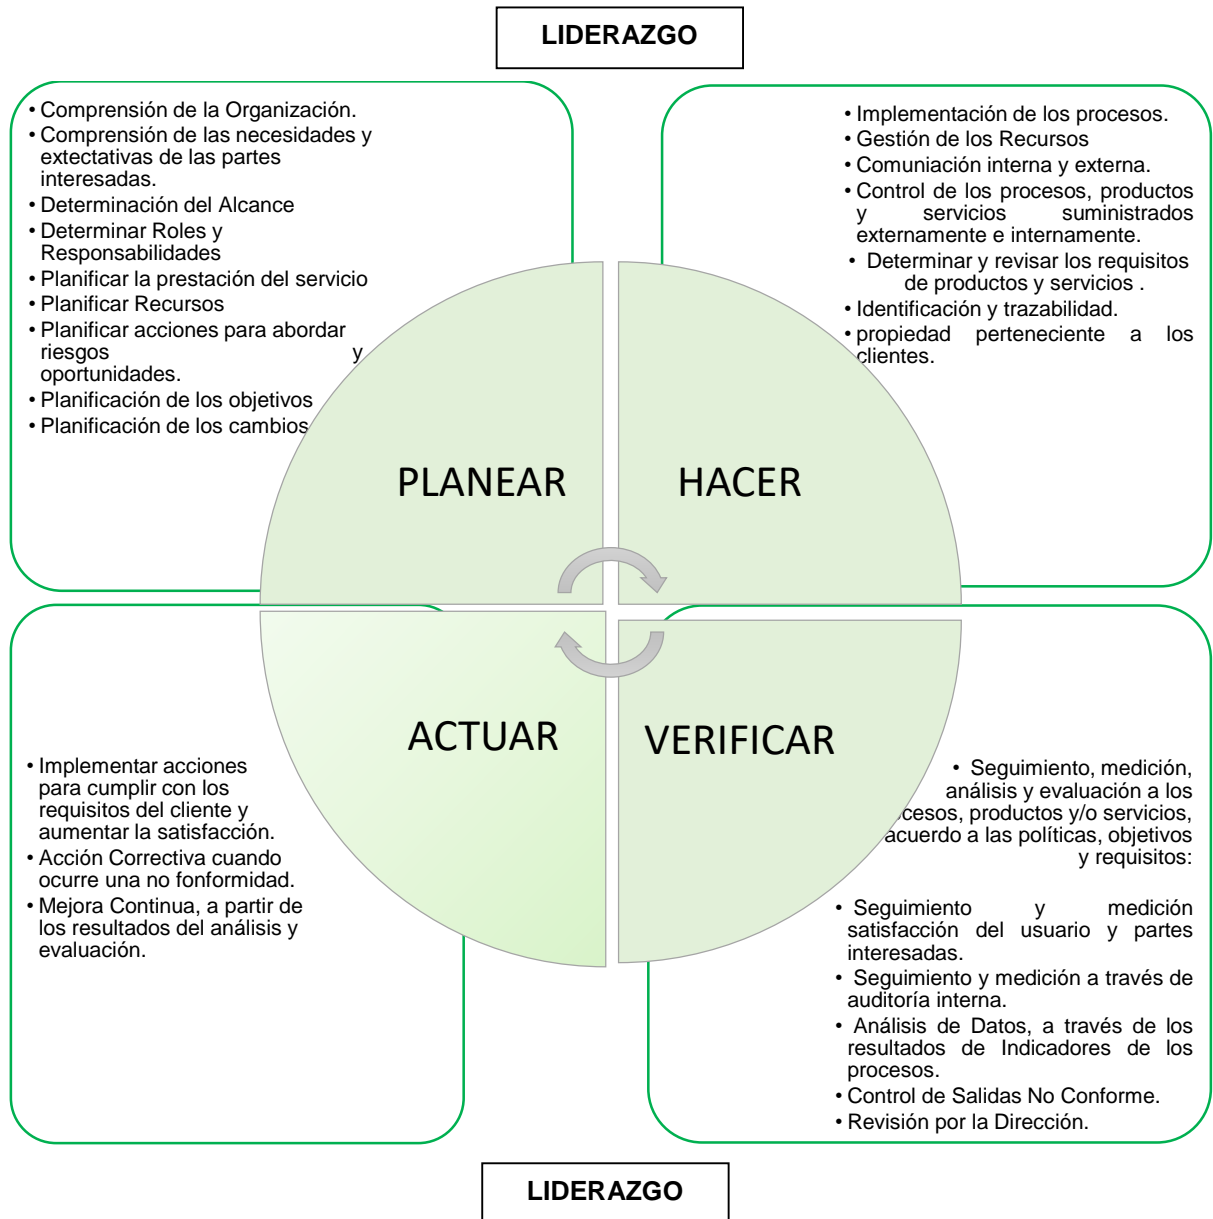 LIDERAZGO
• Comprensión de la Organización.
• Comprensión de las necesidades y
extectativas de las partes
interesadas.
• Determinación del Alcance
• Determinar Roles y
Responsabilidades
• Planificar la prestación del servicio
• Planificar Recursos
• Planificar acciones para abordar
riesgos y
oportunidades.
• Planificación de los objetivos
• Planificación de los cambios
PLANEAR
• Implementación de los procesos.
• Gestión de los Recursos
• Comuniación interna y externa.
• Control de los procesos, productos
y servicios suministrados
externamente e internamente.
• Determinar y revisar los requisitos
de productos y servicios .
• Identificación y trazabilidad.
• propiedad perteneciente a los
clientes.
HACER
ACTUAR
• Implementar acciones
para cumplir con los
requisitos del cliente y
aumentar la satisfacción.
• Acción Correctiva cuando
ocurre una no fonformidad.
• Mejora Continua, a partir de
los resultados del análisis y
evaluación.
VERIFICAR
• Seguimiento, medición,
análisis y evaluación a los
ocesos, productos y/o servicios,
acuerdo a las políticas, objetivos
y requisitos:
• Seguimiento y medición
satisfacción del usuario y partes
interesadas.
• Seguimiento y medición a través de
auditoría interna.
• Análisis de Datos, a través de los
resultados de Indicadores de los
procesos.
• Control de Salidas No Conforme.
• Revisión por la Dirección.
LIDERAZGO